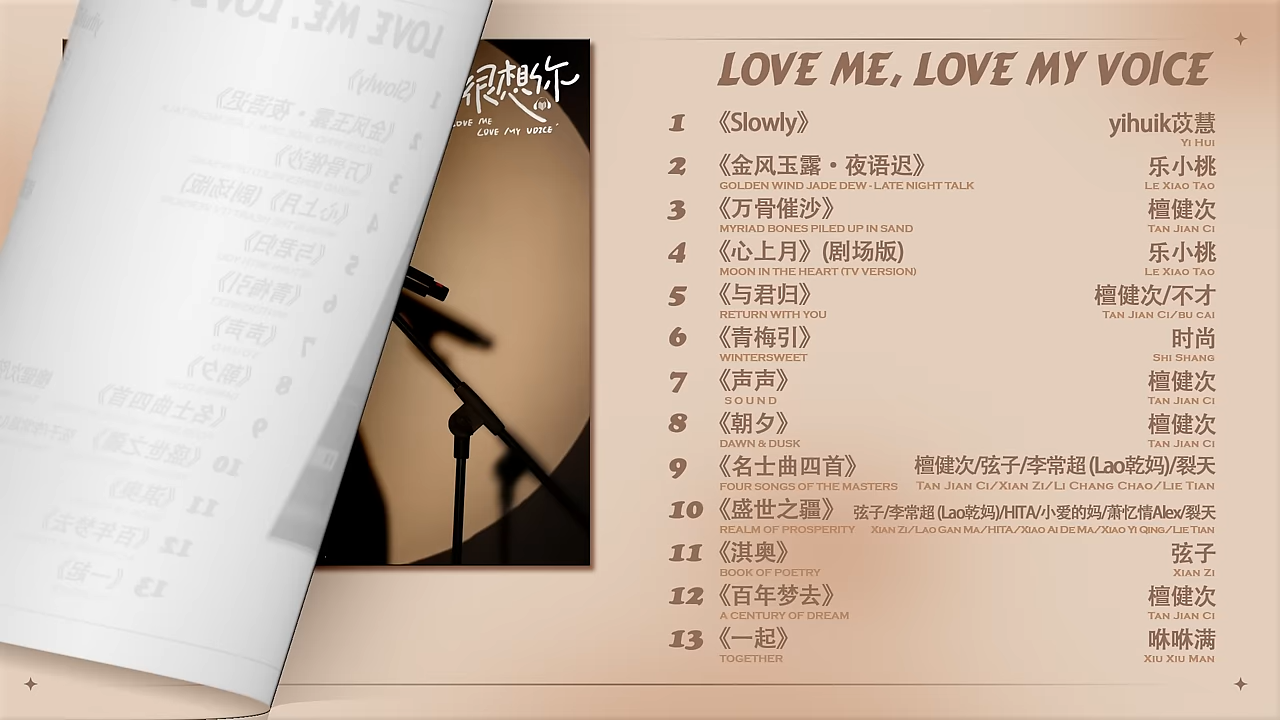 很想你
LOVE ME
LOVE MY VOICE
LOVE ME, LOVE MY VOICE
1 《Slowly》 yihuik苡慧
YI HUI
2 《金风玉露·夜语迟》 乐小桃
GOLDEN WIND JADE DEW · LATE NIGHT TALK LE XIAO TAO
3 《万骨催沙》 檀健次
MYRIAD BONES PILED UP IN SAND TAN JIAN CI
4 《心上月》(剧场版) 乐小桃
MOON IN THE HEART (TV VERSION) LE XIAO TAO
5 《与君归》 檀健次/不才
RETURN WITH YOU TAN JIAN CI/BU CAI
6 《青梅引》 时尚
WINTERSWEET SHI SHANG
7 《声声》 檀健次
SOUND TAN JIAN CI
8 《朝夕》 檀健次
DAWN & DUSK TAN JIAN CI
9 《名士曲四首》 檀健次/弦子/李常超 (Lao乾妈)/裂天
FOUR SONGS OF THE MASTERS TAN JIAN CI/XIAN ZI/LI CHANG CHAO/LIE TIAN
10 《盛世之疆》 弦子/李常超 (Lao乾妈)/HITA/小爱的妈/萧忆情Alex/裂天
REALM OF PROSPERITY XIAN ZI/LAO GAN MA/HITA/XIAO AI DE MA/XIAO YI QING/LIE TIAN
11 《淇奥》 弦子
BOOK OF POETRY XIAN ZI
12 《百年梦去》 檀健次
A CENTURY OF DREAM TAN JIAN CI
13 《一起》 咻咻满
TOGETHER XIU XIU MAN